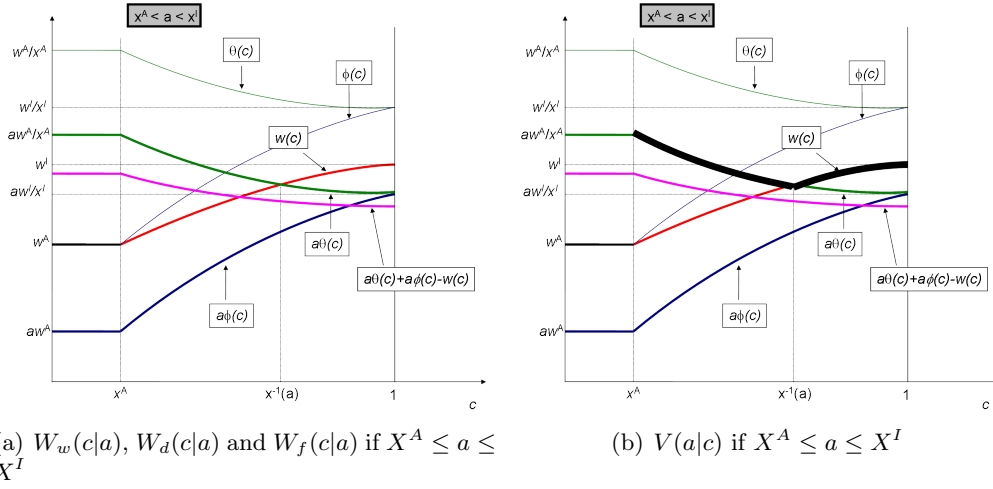 x^A < a < x^I
w^A/x^A
θ(c)
ϕ(c)
w^I/x^I
aw^A/x^A
w(c)
w^I
aw^I/x^I
w^A
aθ(c)
aθ(c)+aϕ(c)-w(c)
aϕ(c)
aw^A
x^A
x^-1(a)
1
c
x^A < a < x^I
w^A/x^A
θ(c)
ϕ(c)
w^I/x^I
aw^A/x^A
w(c)
w^I
aw^I/x^I
w^A
aθ(c)
aθ(c)+aϕ(c)-w(c)
aϕ(c)
aw^A
x^A
x^-1(a)
1
c
a) W_w(c|a), W_d(c|a) and W_f(c|a) if X^A ≤ a ≤
X^I
(b) V(a|c) if X^A ≤ a ≤ X^I